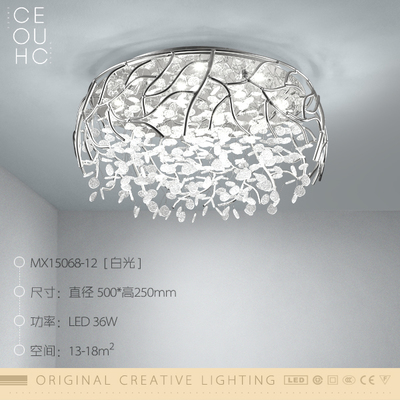 CE
OU
HC
MX15068-12 [白光]
尺寸: 直径 500*高250mm
功率: LED 36W
空间: 13-18m²
ORIGINAL CREATIVE LIGHTING LED